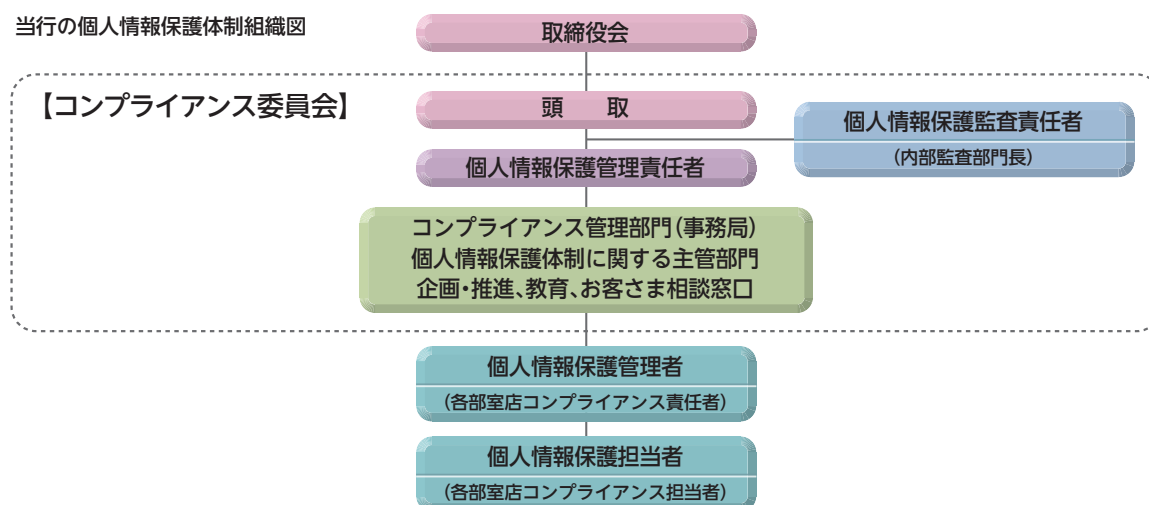 当行の個人情報保護体制組織図
取締役会
【コンプライアンス委員会】
頭　取
個人情報保護監査責任者
(内部監査部門長)
個人情報保護管理責任者
コンプライアンス管理部門(事務局)
個人情報保護体制に関する主管部門
企画・推進、教育、お客さま相談窓口
個人情報保護管理者
(各部室店コンプライアンス責任者)
個人情報保護担当者
(各部室店コンプライアンス担当者)